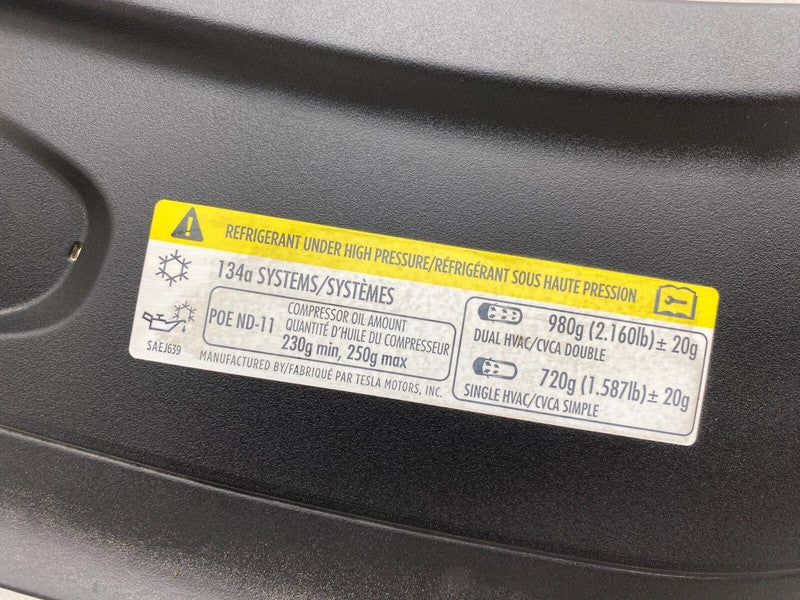 REFRIGERANT UNDER HIGH PRESSURE/RÉFRIGÉRANT SOUS HAUTE PRESSION
134a SYSTEMS/SYSTÈMES
POE ND-11
COMPRESSOR OIL AMOUNT
QUANTITÉ D'HUILE DU COMPRESEUR
230g min, 250g max
SAEJ639
MANUFACTURED BY/FABRIQUÉ PAR TESLA MOTORS, INC.
980g (2.160lb) ± 20g
DUAL HVAC/CVCA DOUBLE
720g (1.587lb) ± 20g
SINGLE HVAC/CVCA SIMPLE